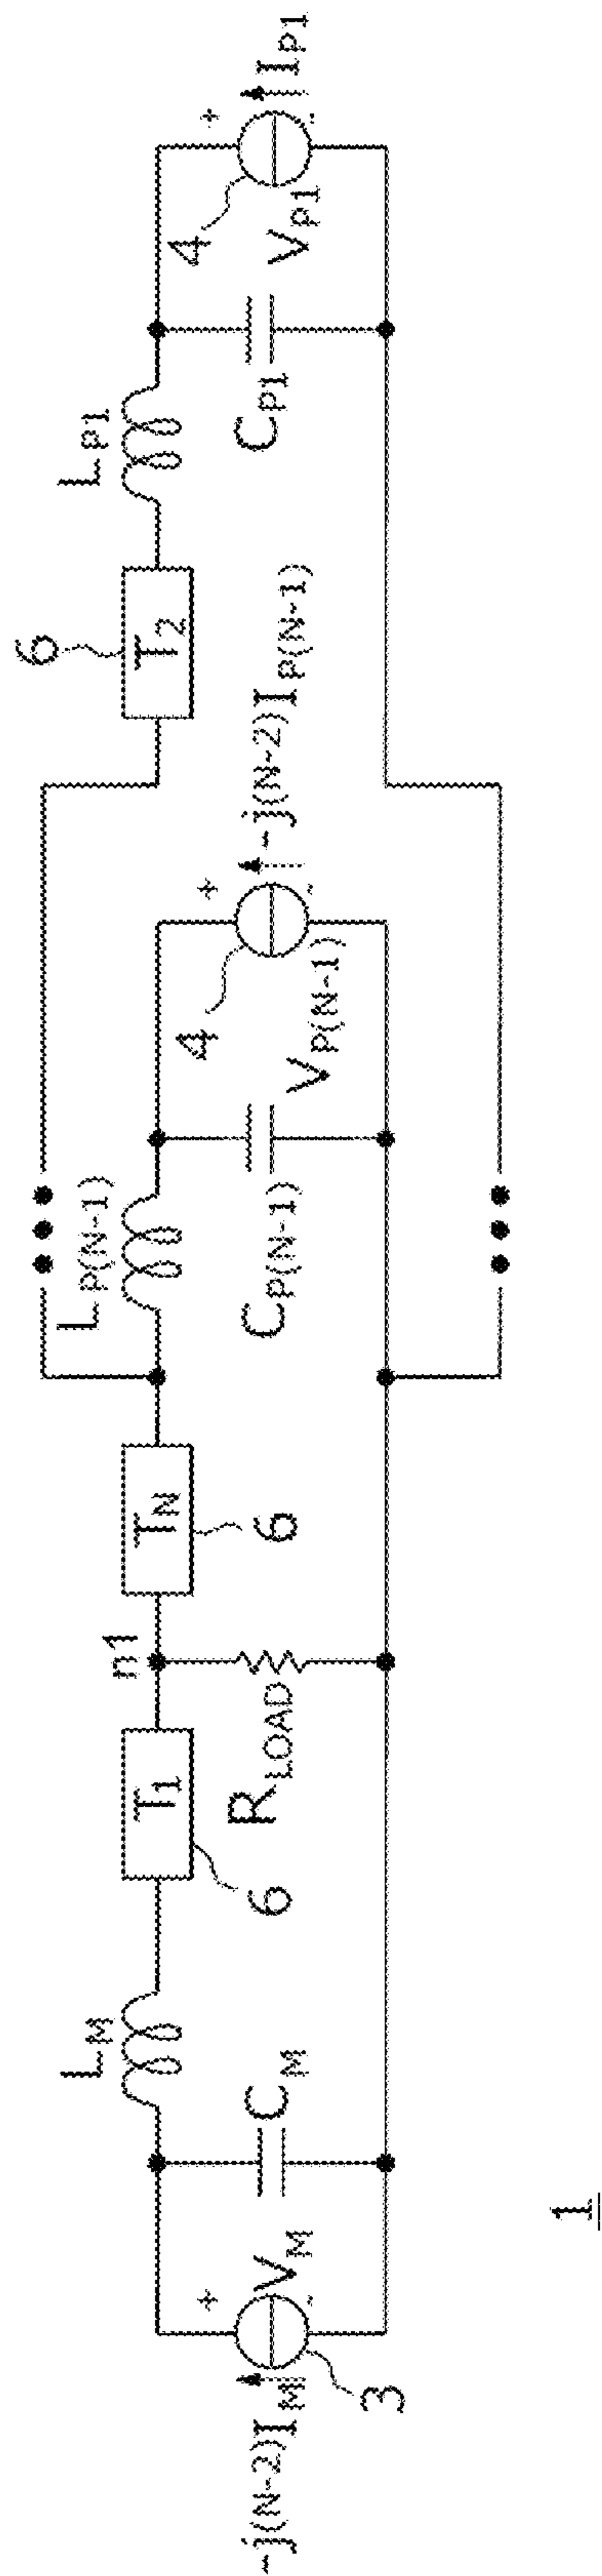 -j(N-2)I_M
3
V_M
C_M
L_M
6
T_1
n1
R_LOAD
T_N
6
L_P(N-1)
C_P(N-1)
4
V_P(N-1)
-j(N-2)I_P(N-1)
6
T_2
L_P1
C_P1
4
V_P1
I_P1
+
-
+
-
+
-
1